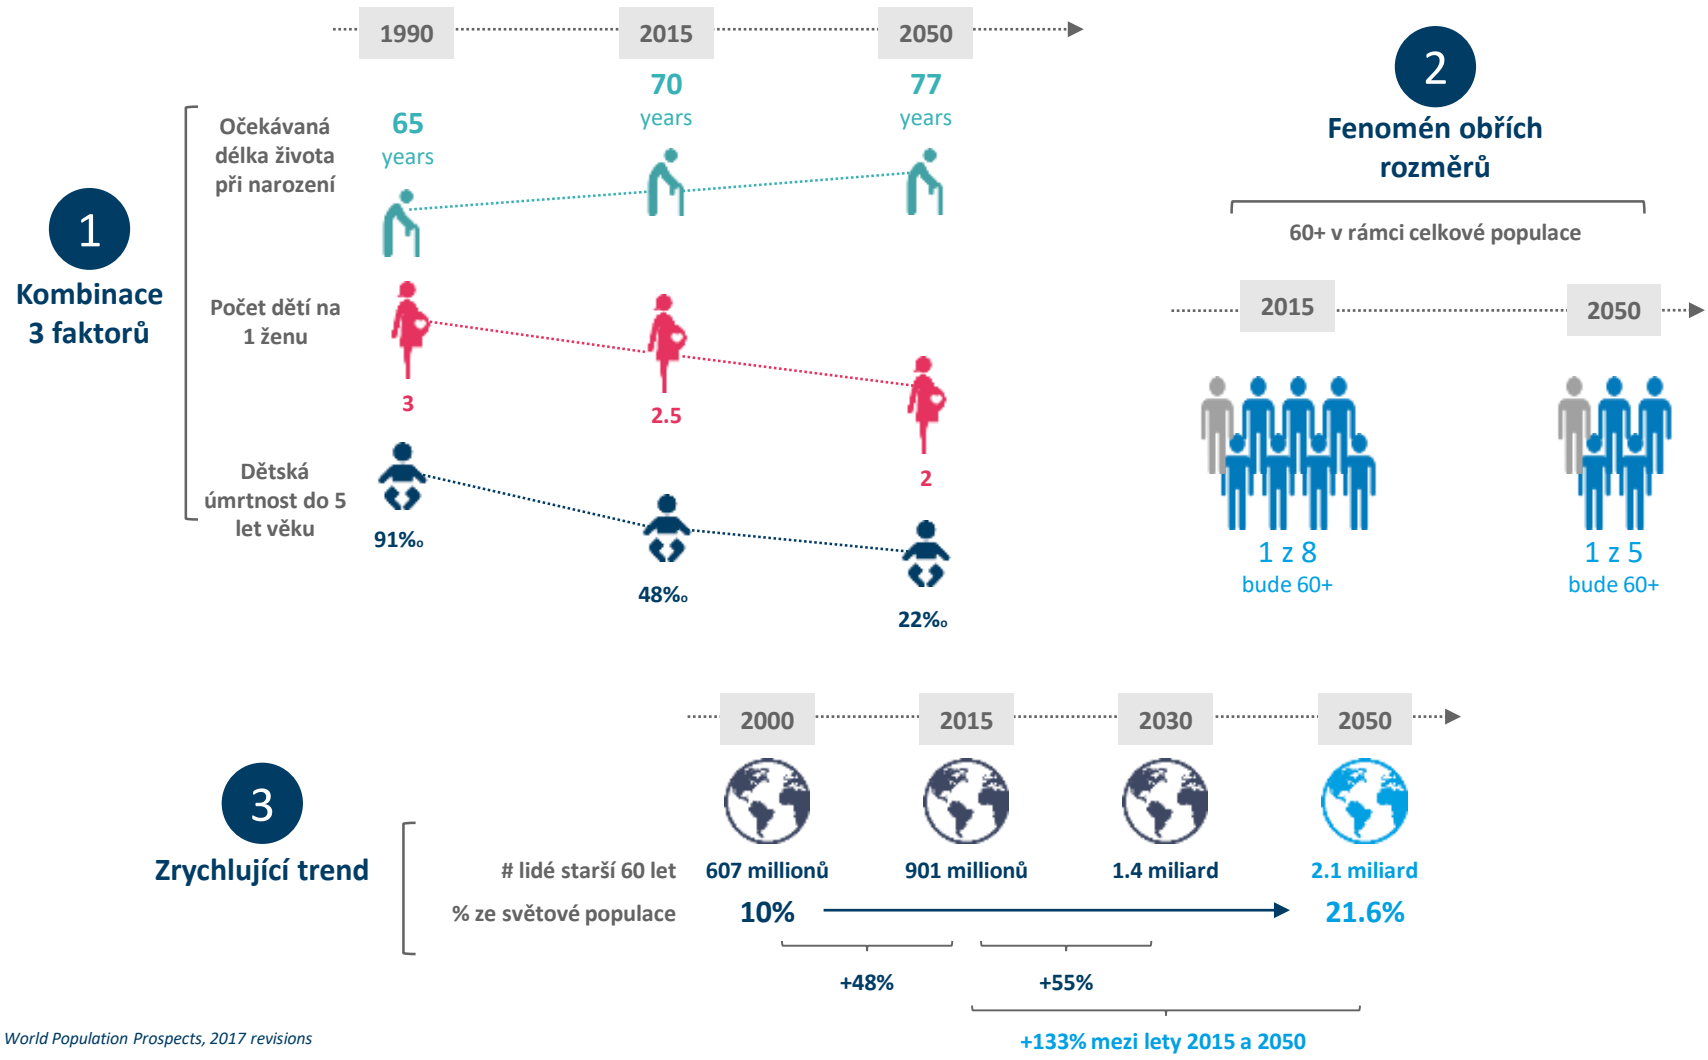 1990
2015
2050
1
Kombinace
3 faktorů
Očekávaná
délka života
při narození
65
years
70
years
77
years
Počet dětí na
1 ženu
3
2.5
2
Dětská
úmrtnost do 5
let věku
91%o
48%o
22%o
2
Fenomén obřích
rozměrů
60+ v rámci celkové populace
2015
2050
1 z 8
bude 60+
1 z 5
bude 60+
3
Zrychlující trend
2000
2015
2030
2050
# lidé starší 60 let
607 millionů
901 millionů
1.4 miliard
2.1 miliard
% ze světové populace
10%
21.6%
+48%
+55%
+133% mezi lety 2015 a 2050
World Population Prospects, 2017 revisions